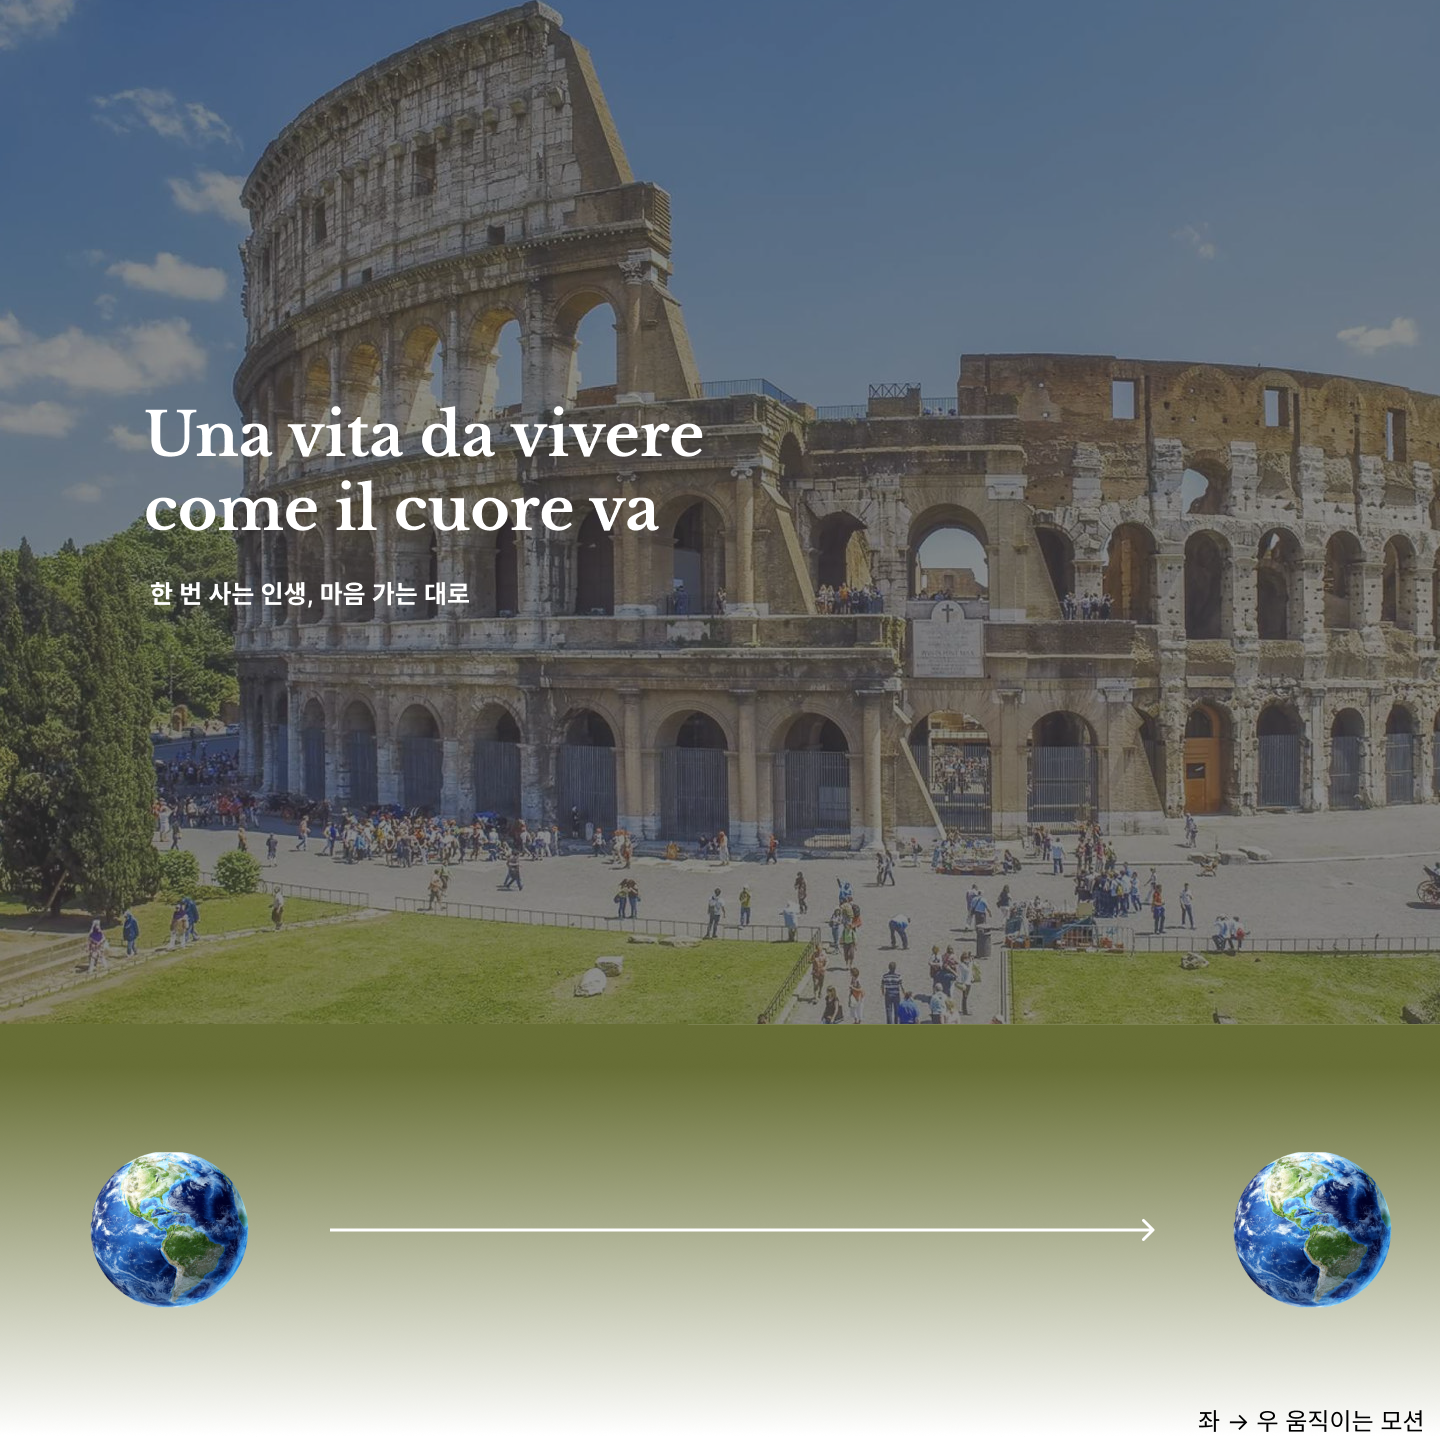 Una vita da vivere
come il cuore va
한 번 사는 인생, 마음 가는 대로
좌 → 우 움직이는 모션